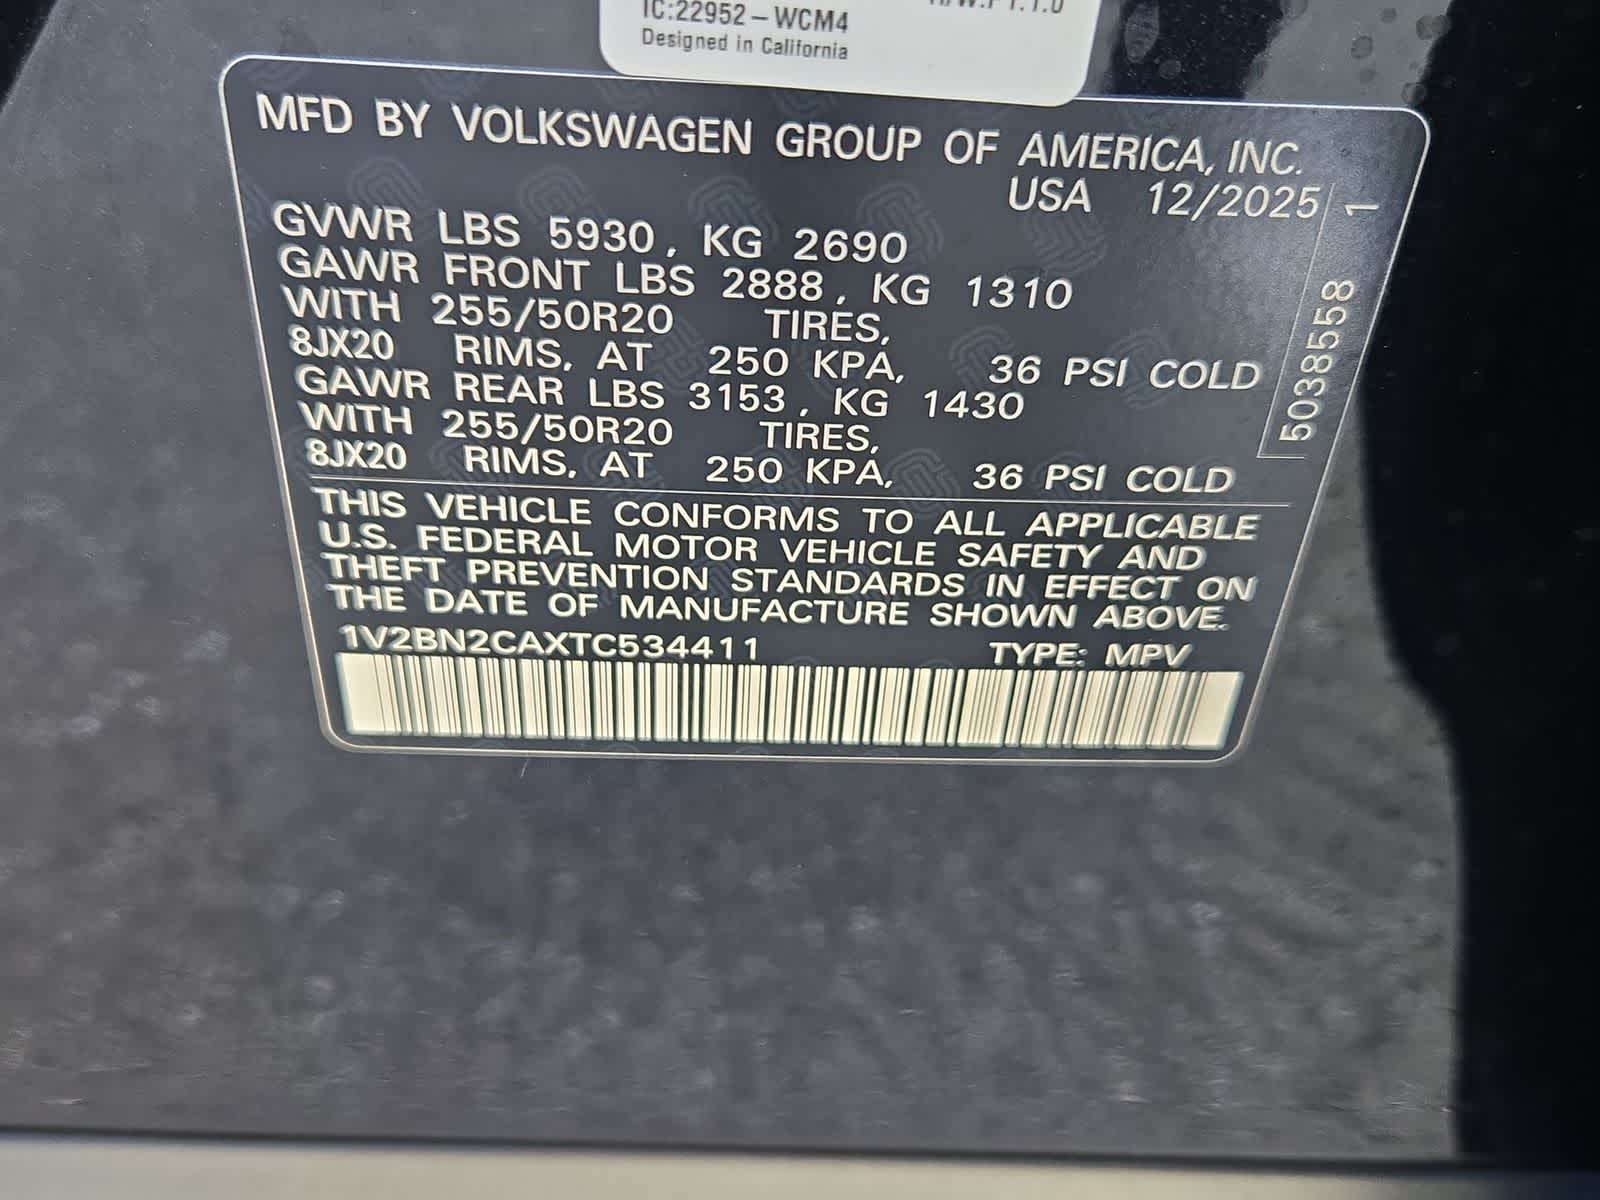 IC:22952-WCM4
Designed in California
MFD BY VOLKSWAGEN GROUP OF AMERICA, INC.
USA 12/2025
GVWR LBS 5930, KG 2690
GAWR FRONT LBS 2888, KG 1310
WITH 255/50R20 TIRES,
8JX20 RIMS, AT 250 KPA, 36 PSI COLD
GAWR REAR LBS 3153, KG 1430
WITH 255/50R20 TIRES,
8JX20 RIMS, AT 250 KPA, 36 PSI COLD
THIS VEHICLE CONFORMS TO ALL APPLICABLE
U.S. FEDERAL MOTOR VEHICLE SAFETY AND
THEFT PREVENTION STANDARDS IN EFFECT ON
THE DATE OF MANUFACTURE SHOWN ABOVE.
1V2BN2CAXTC534411 TYPE: MPV
5038558 1